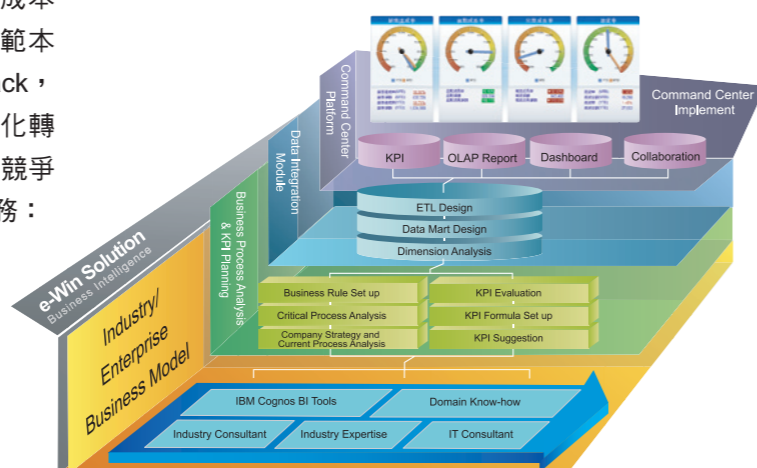 成本
範本
ck，
化轉
競爭
務：
Command Center
Platform
Command Center
Implement
KPI
OLAP Report
Dashboard
Collaboration
Data Integration
Module
ETL Design
Data Mart Design
Dimension Analysis
Business Process Analysis
& KPI Planning
Business Rule Set up
KPI Evaluation
Critical Process Analysis
KPI Formula Set up
Company Strategy and
Current Process Analysis
KPI Suggestion
e-Win Solution
Business Intelligence
Industry/
Enterprise
Business Model
IBM Cognos BI Tools
Domain Know-how
Industry Consultant
Industry Expertise
IT Consultant